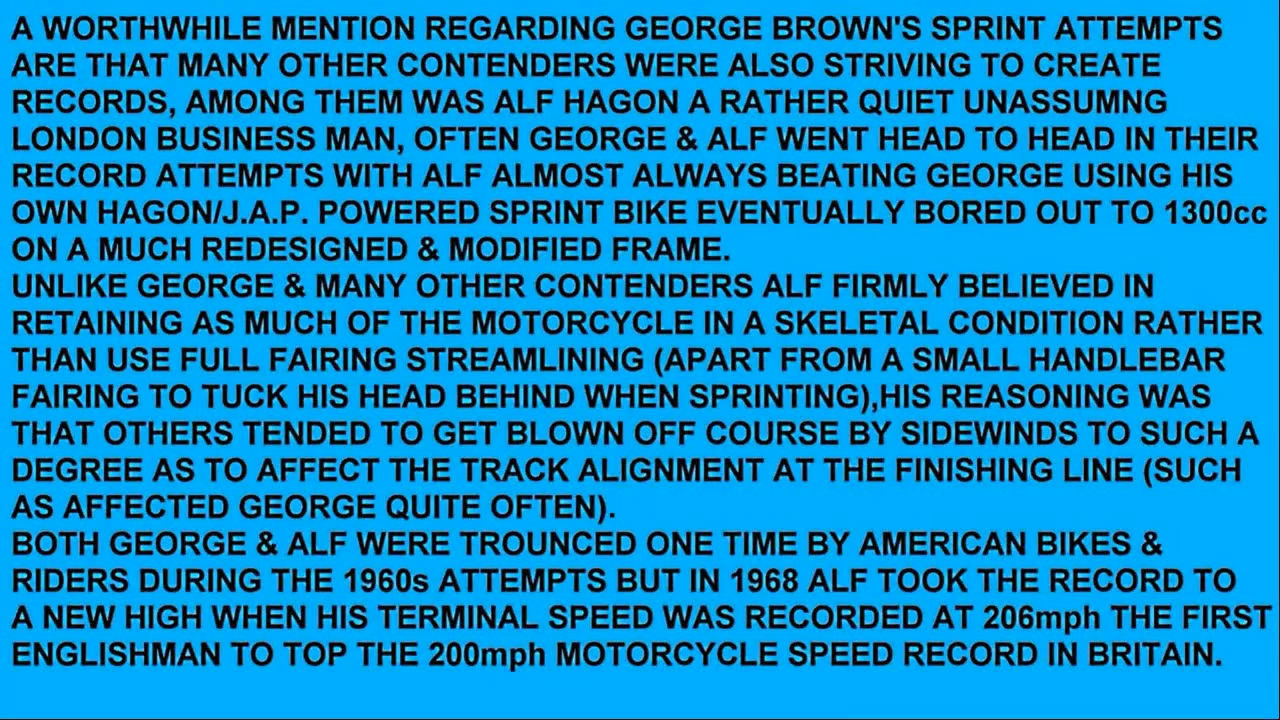 A WORTHWHILE MENTION REGARDING GEORGE BROWN'S SPRINT ATTEMPTS
ARE THAT MANY OTHER CONTENDERS WERE ALSO STRIVING TO CREATE
RECORDS, AMONG THEM WAS ALF HAGON A RATHER QUIET UNASSUMNG
LONDON BUSINESS MAN, OFTEN GEORGE & ALF WENT HEAD TO HEAD IN THEIR
RECORD ATTEMPTS WITH ALF ALMOST ALWAYS BEATING GEORGE USING HIS
OWN HAGON/J.A.P. POWERED SPRINT BIKE EVENTUALLY BORED OUT TO 1300cc
ON A MUCH REDESIGNED & MODIFIED FRAME.
UNLIKE GEORGE & MANY OTHER CONTENDERS ALF FIRMLY BELIEVED IN
RETAINING AS MUCH OF THE MOTORCYCLE IN A SKELETAL CONDITION RATHER
THAN USE FULL FAIRING STREAMLINING (APART FROM A SMALL HANDLEBAR
FAIRING TO TUCK HIS HEAD BEHIND WHEN SPRINTING),HIS REASONING WAS
THAT OTHERS TENDED TO GET BLOWN OFF COURSE BY SIDEWINDS TO SUCH A
DEGREE AS TO AFFECT THE TRACK ALIGNMENT AT THE FINISHING LINE (SUCH
AS AFFECTED GEORGE QUITE OFTEN).
BOTH GEORGE & ALF WERE TROUNCED ONE TIME BY AMERICAN BIKES &
RIDERS DURING THE 1960s ATTEMPTS BUT IN 1968 ALF TOOK THE RECORD TO
A NEW HIGH WHEN HIS TERMINAL SPEED WAS RECORDED AT 206mph THE FIRST
ENGLISHMAN TO TOP THE 200mph MOTORCYCLE SPEED RECORD IN BRITAIN.